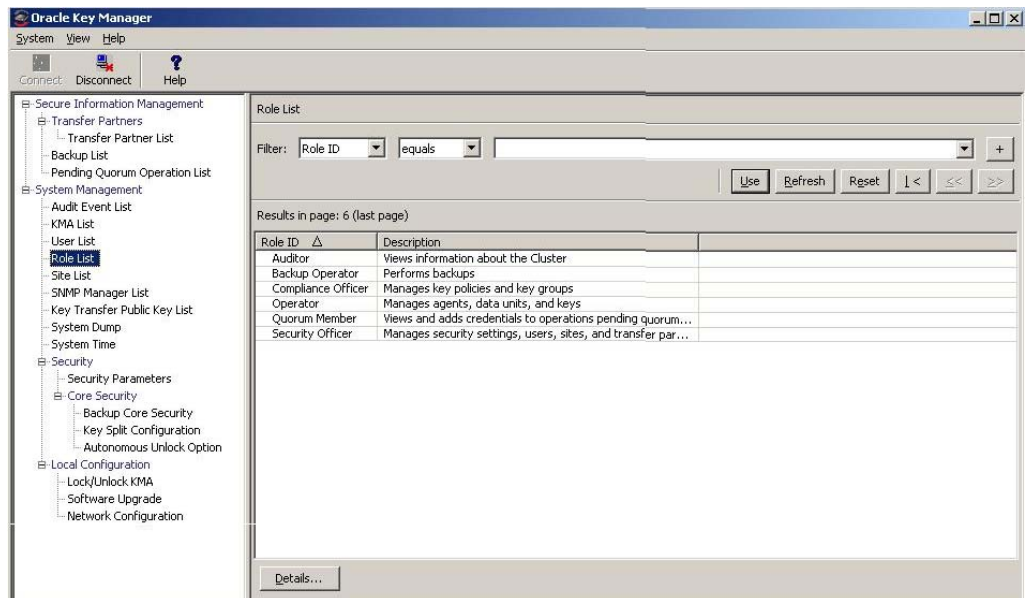 Oracle Key Manager
System View Help
Connect Disconnect Help
Secure Information Management
Transfer Partners
Transfer Partner List
Backup List
Pending Quorum Operation List
System Management
Audit Event List
KMA List
User List
Role List
Site List
SNMP Manager List
Key Transfer Public Key List
System Dump
System Time
Security
Security Parameters
Core Security
Backup Core Security
Key Split Configuration
Autonomous Unlock Option
Local Configuration
Lock/Unlock KMA
Software Upgrade
Network Configuration
Role List
Filter: Role ID equals +
Use Refresh Reset |< << >>
Results in page: 6 (last page)
Role ID Description
Auditor Views information about the Cluster
Backup Operator Performs backups
Compliance Officer Manages key policies and key groups
Operator Manages agents, data units, and keys
Quorum Member Views and adds credentials to operations pending quorum...
Security Officer Manages security settings, users, sites, and transfer par...
Details...